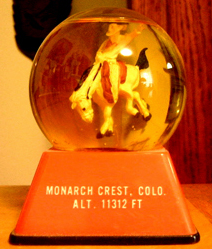 MONARCH CREST, COLO.
ALT. 11312 FT